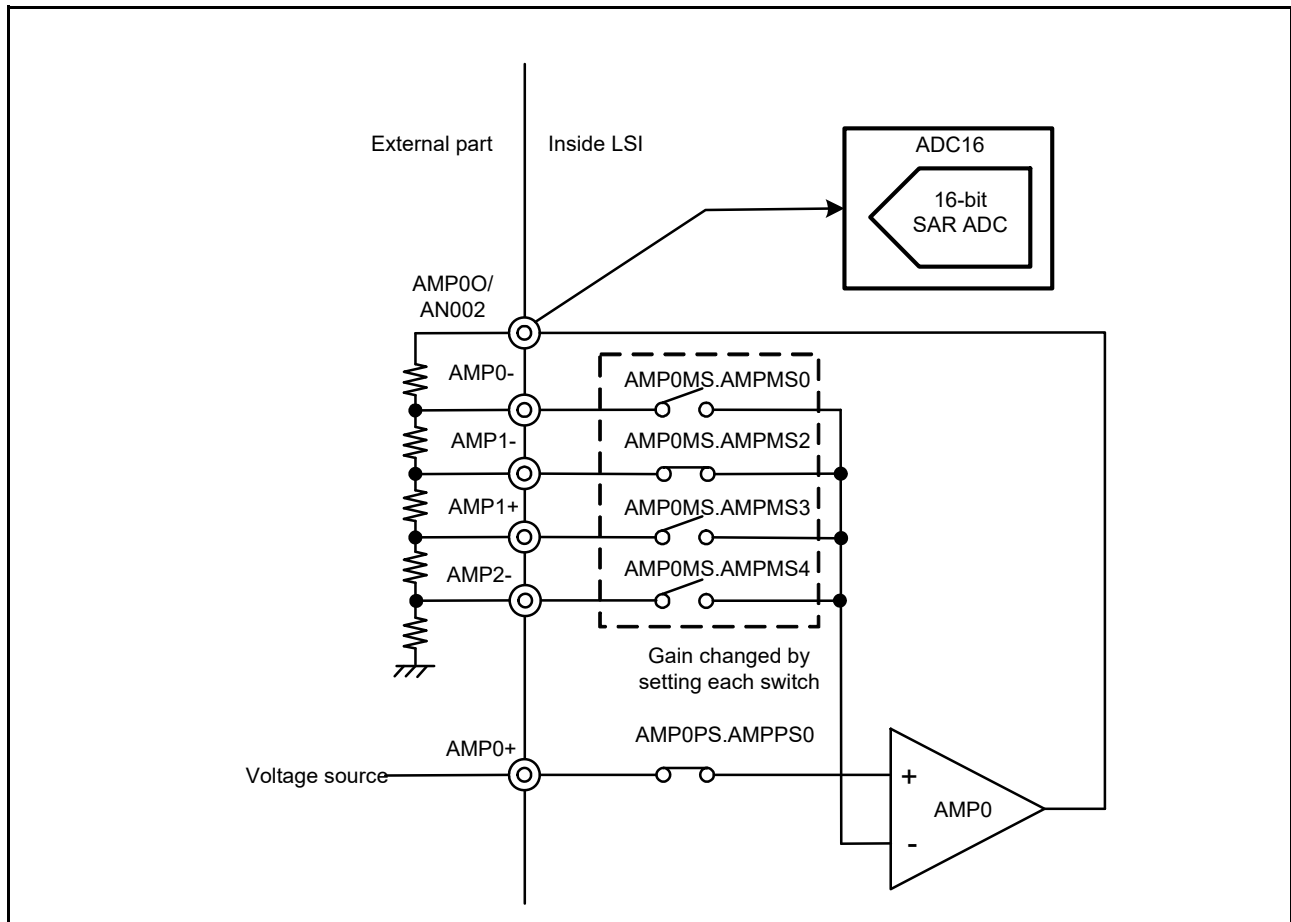 External part
Inside LSI
ADC16
16-bit
SAR ADC
AMP0O/
AN002
AMP0-
AMP0MS.AMPMS0
AMP1-
AMP0MS.AMPMS2
AMP1+
AMP0MS.AMPMS3
AMP2-
AMP0MS.AMPMS4
Gain changed by
setting each switch
AMP0PS.AMPPS0
AMP0+
Voltage source
+
AMP0
-